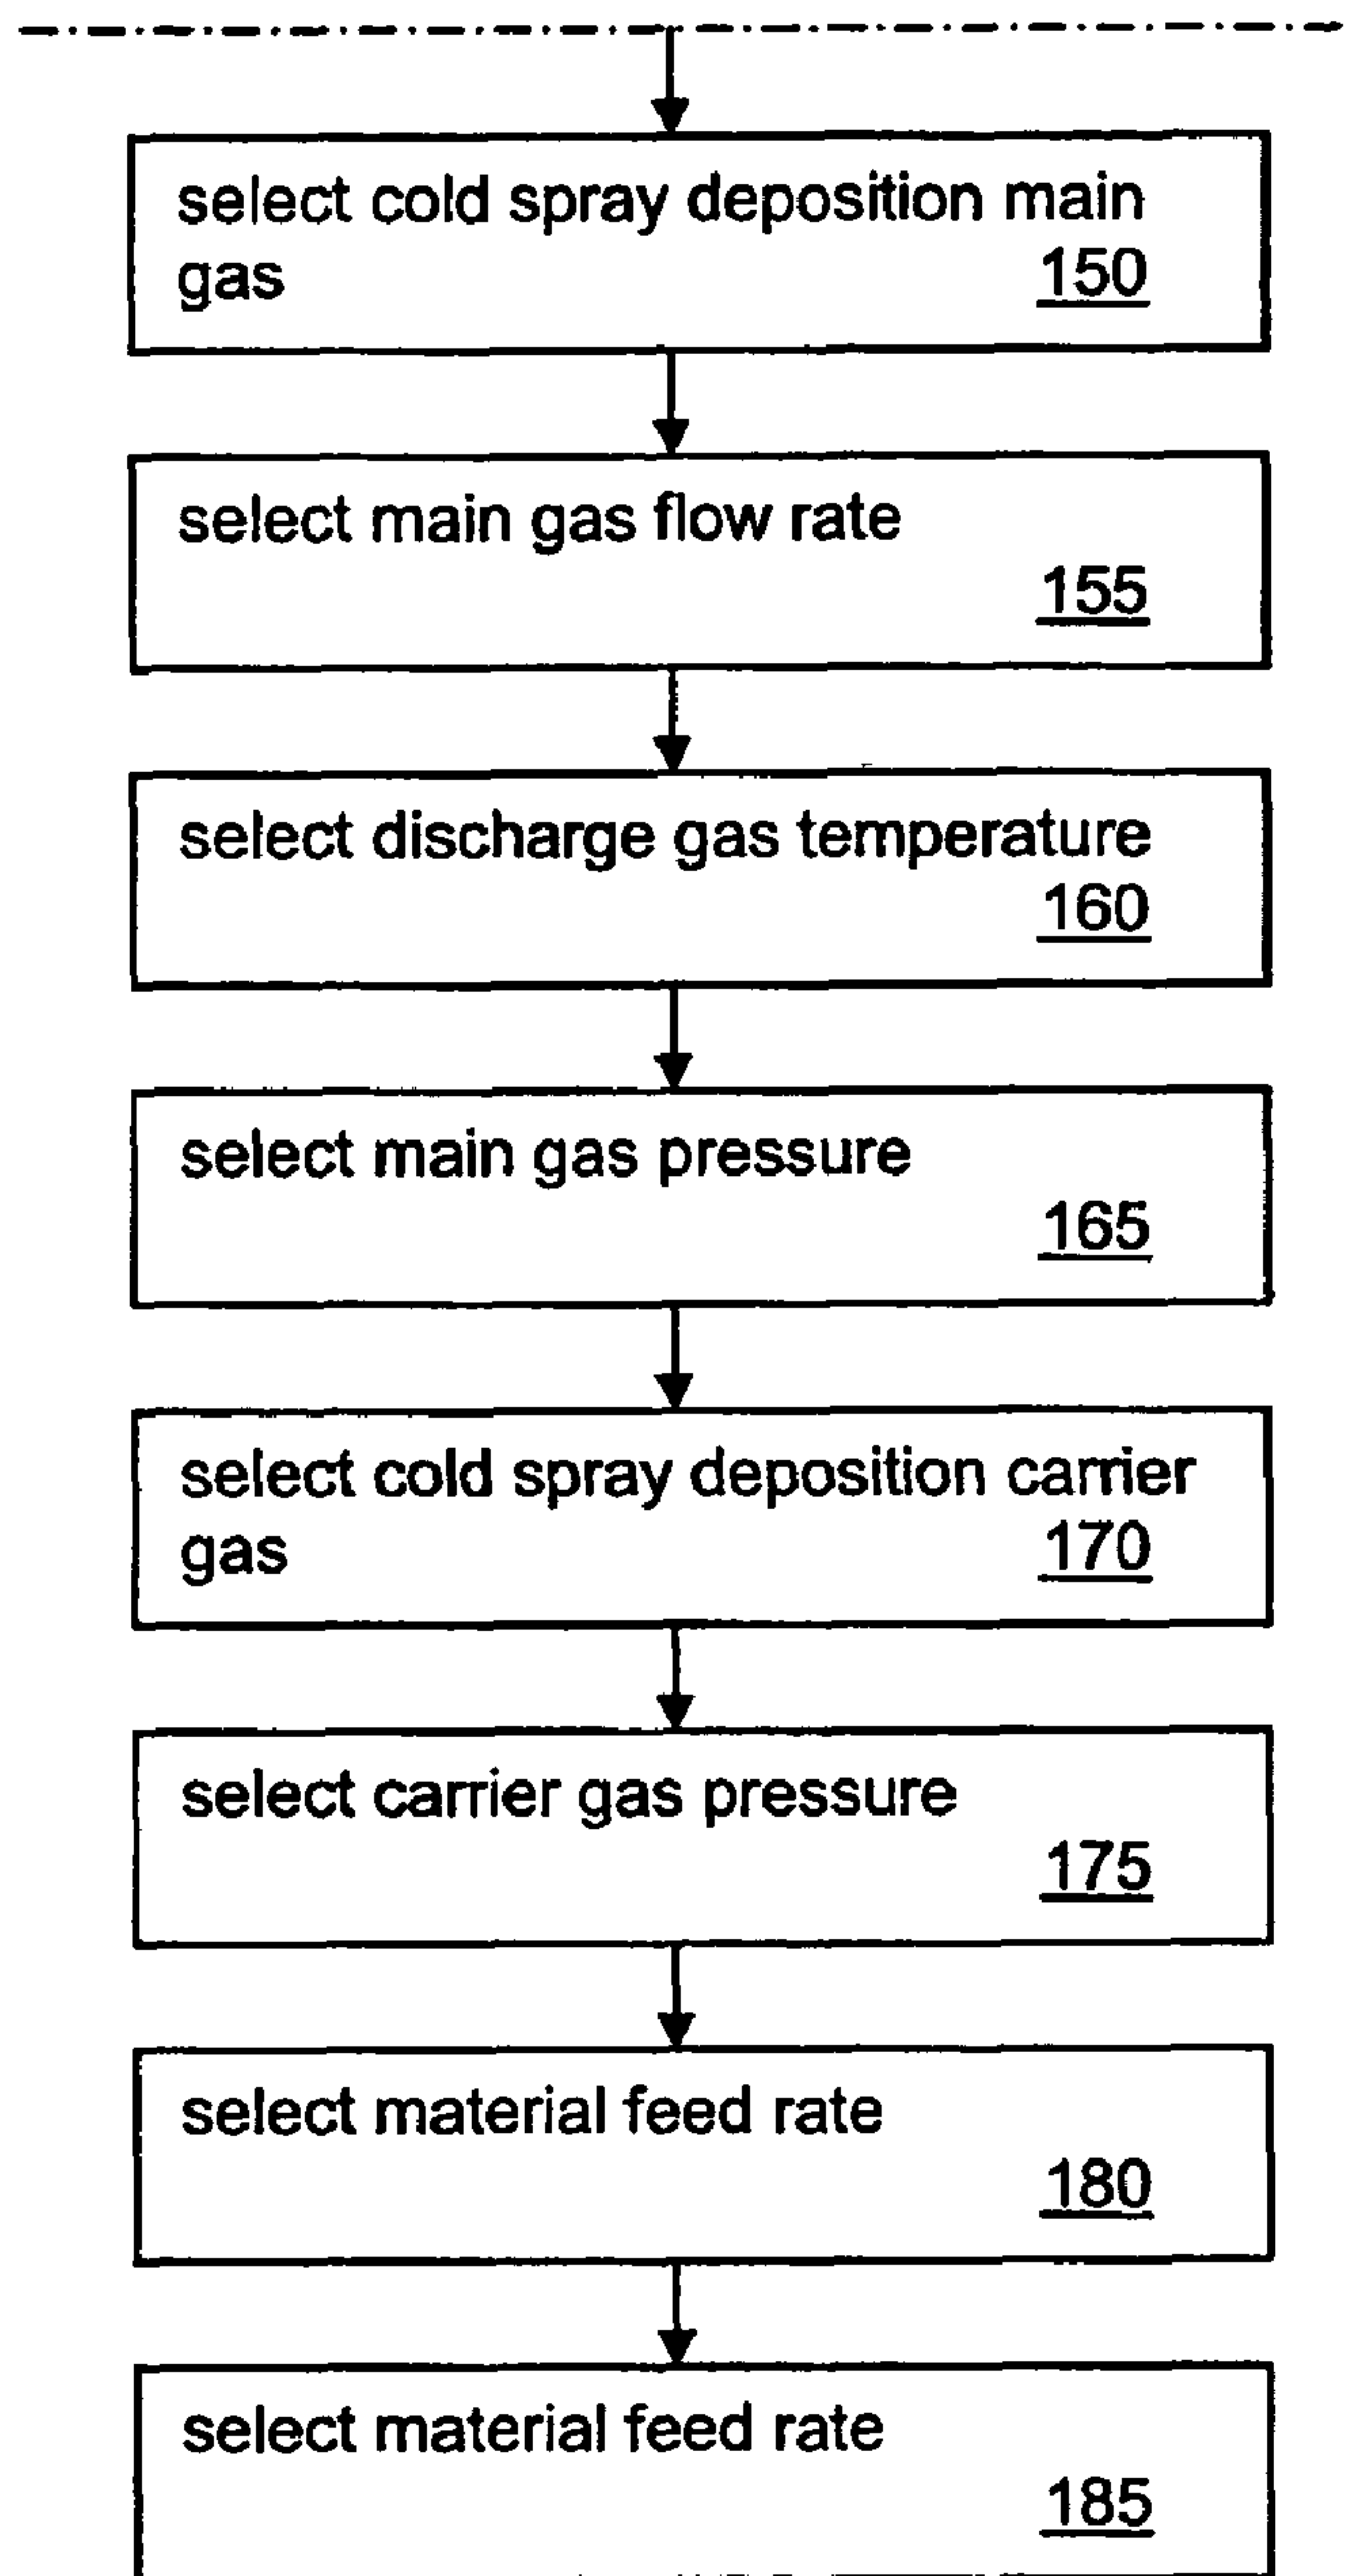 select cold spray deposition main
gas 150
select main gas flow rate
155
select discharge gas temperature
160
select main gas pressure
165
select cold spray deposition carrier
gas 170
select carrier gas pressure
175
select material feed rate
180
select material feed rate
185